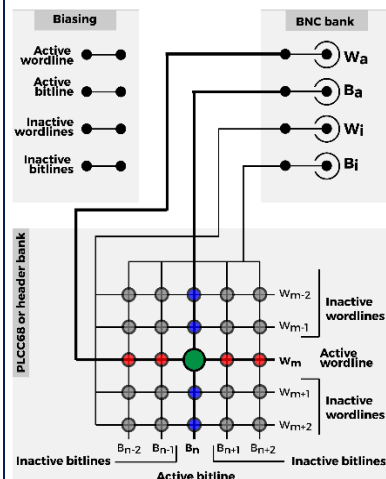 Biasing
BNC bank
Active
wordline
Active
bitline
Inactive
wordlines
Inactive
bitlines
Wa
Ba
Wi
Bi
PLCC68 or header bank
Wm-2
Wm-1
Wm
Wm+1
Wm+2
Inactive
wordlines
Active
wordline
Inactive
wordlines
Bn-2 Bn-1 Bn Bn+1 Bn+2
Inactive bitlines
Inactive bitlines
Active bitline